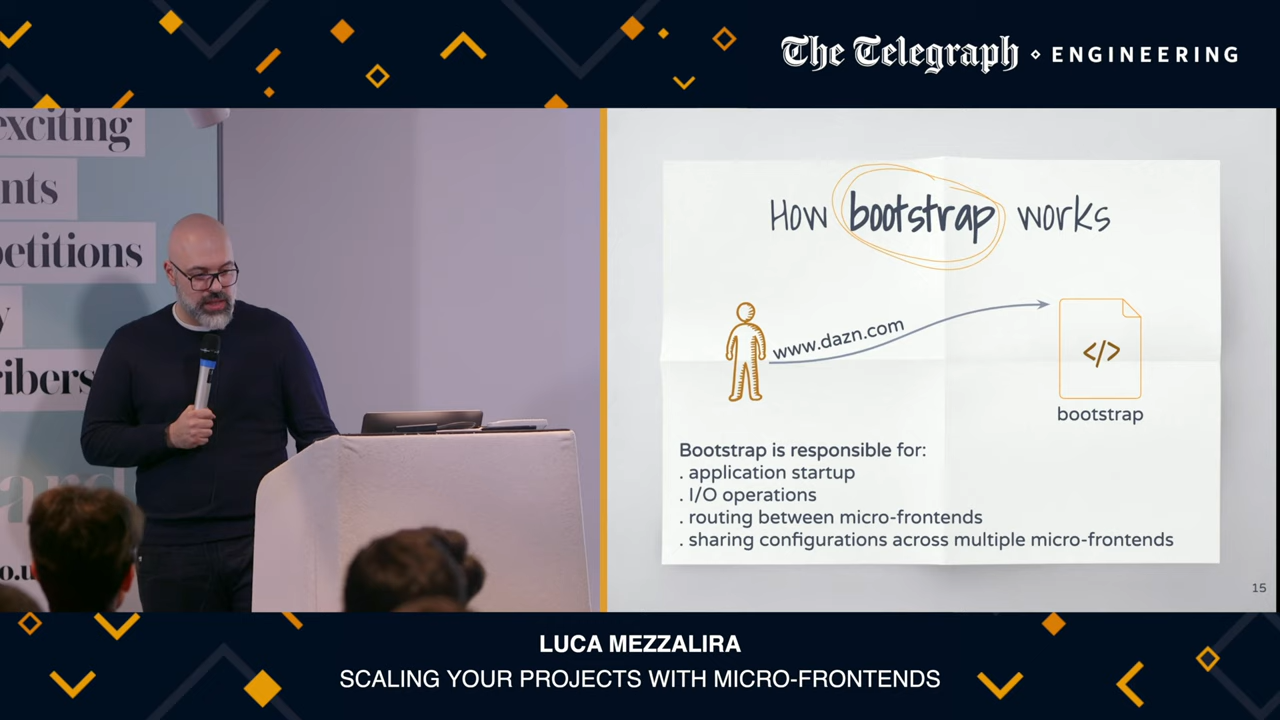 The Telegraph ENGINEERING
exciting
nts
petitions
y
ribers
ard
o.u
How bootstrap works
www.dazn.com
</>
bootstrap
Bootstrap is responsible for:
. application startup
. I/O operations
. routing between micro-frontends
. sharing configurations across multiple micro-frontends
15
LUCA MEZZALIRA
SCALING YOUR PROJECTS WITH MICRO-FRONTENDS